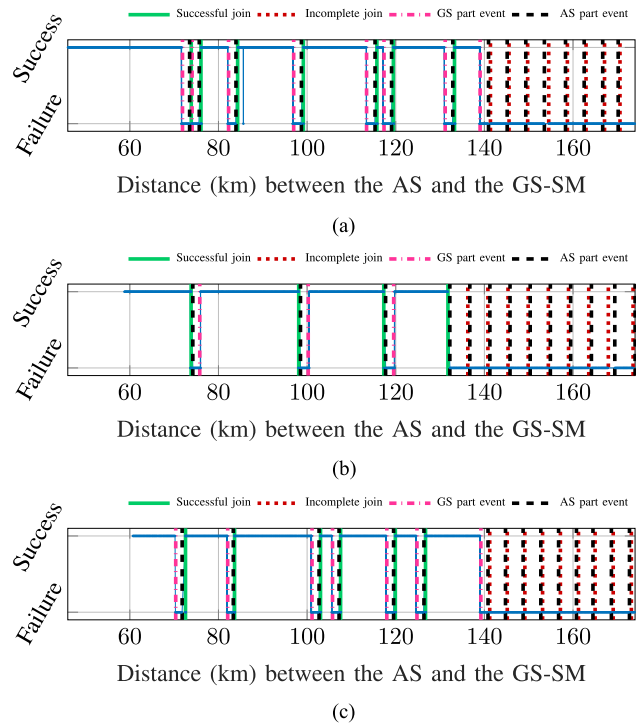 Successful join Incomplete join GS part event AS part event
Success
Failure
60 80 100 120 140 160
Distance (km) between the AS and the GS-SM
(a)
Successful join Incomplete join GS part event AS part event
Success
Failure
60 80 100 120 140 160
Distance (km) between the AS and the GS-SM
(b)
Successful join Incomplete join GS part event AS part event
Success
Failure
60 80 100 120 140 160
Distance (km) between the AS and the GS-SM
(c)